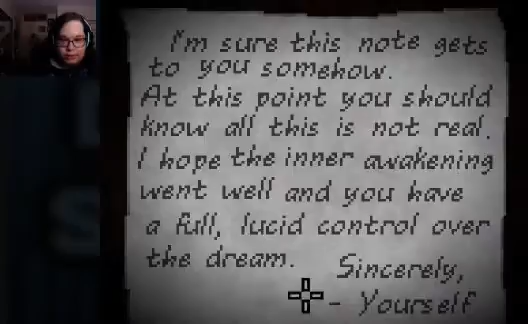 I'm sure this note gets
to you somehow.
At this point you should
know all this is not real.
I hope the inner awakening
went well and you have
a full, lucid control over
the dream.
Sincerely,
- Yourself